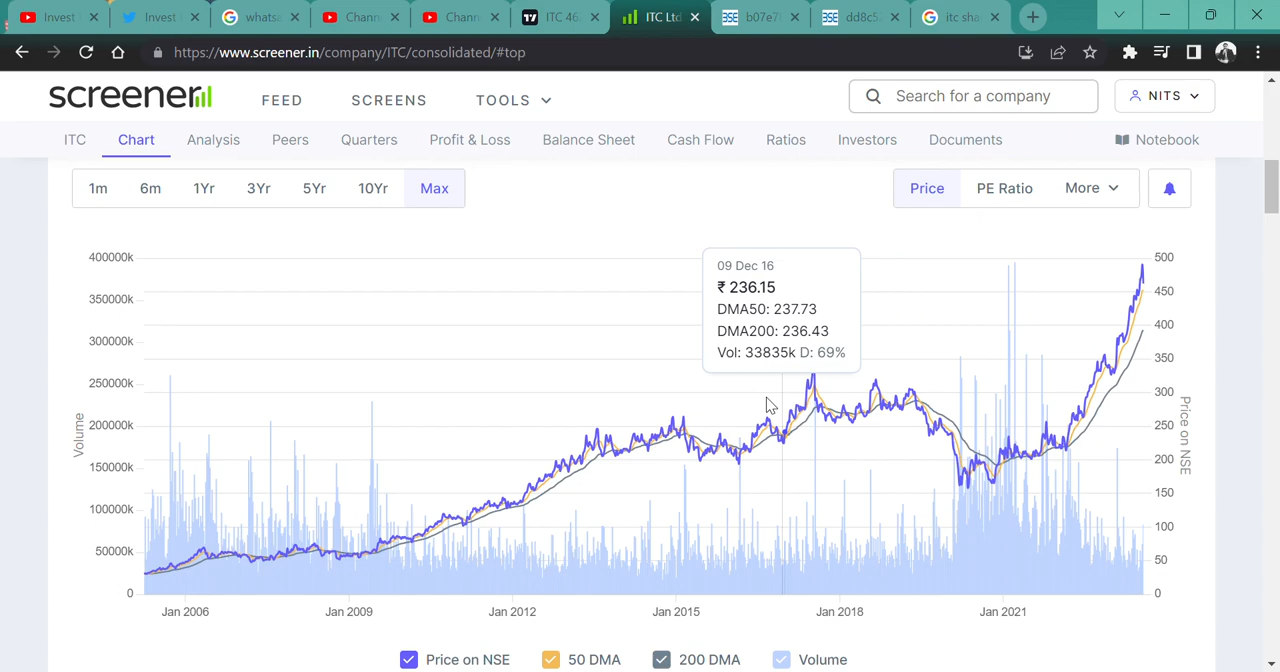 Invest
Invest
whatsa
Chann
Chann
ITC 46
ITC Ltd
BSE b07e7
BSE dd8c5
itc sha
https://www.screener.in/company/ITC/consolidated/#top
screener
FEED
SCREENS
TOOLS
Search for a company
NITS
ITC
Chart
Analysis
Peers
Quarters
Profit & Loss
Balance Sheet
Cash Flow
Ratios
Investors
Documents
Notebook
1m
6m
1Yr
3Yr
5Yr
10Yr
Max
Price
PE Ratio
More
400000k
350000k
300000k
250000k
200000k
150000k
100000k
50000k
0
Volume
09 Dec 16
₹ 236.15
DMA50: 237.73
DMA200: 236.43
Vol: 33835k D: 69%
500
450
400
350
300
250
200
150
100
50
0
Price on NSE
Jan 2006
Jan 2009
Jan 2012
Jan 2015
Jan 2018
Jan 2021
Price on NSE
50 DMA
200 DMA
Volume